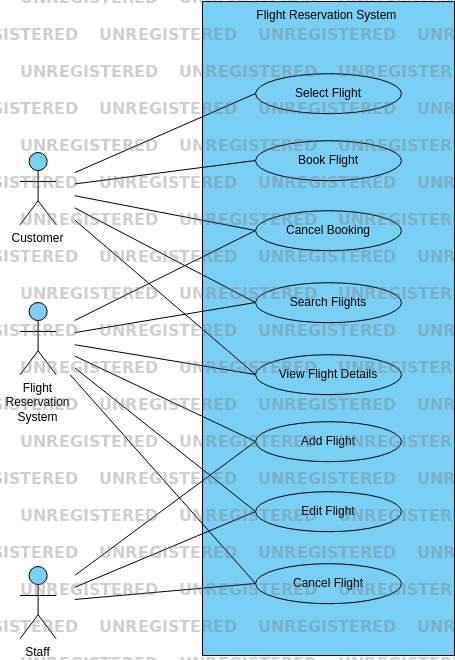 Flight Reservation System
Select Flight
Book Flight
Customer
Cancel Booking
Search Flights
View Flight Details
Flight
Reservation
System
Add Flight
Edit Flight
Cancel Flight
Staff
UNREGISTERED